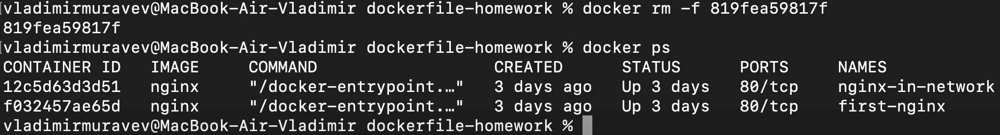 vladimirmuravev@MacBook-Air-Vladimir dockerfile-homework % docker rm -f 819fea59817f
819fea59817f
vladimirmuravev@MacBook-Air-Vladimir dockerfile-homework % docker ps
CONTAINER ID   IMAGE     COMMAND                  CREATED      STATUS      PORTS     NAMES
12c5d63d3d51   nginx     "/docker-entrypoint.…"   3 days ago   Up 3 days   80/tcp    nginx-in-network
f032457ae65d   nginx     "/docker-entrypoint.…"   3 days ago   Up 3 days   80/tcp    first-nginx
vladimirmuravev@MacBook-Air-Vladimir dockerfile-homework %